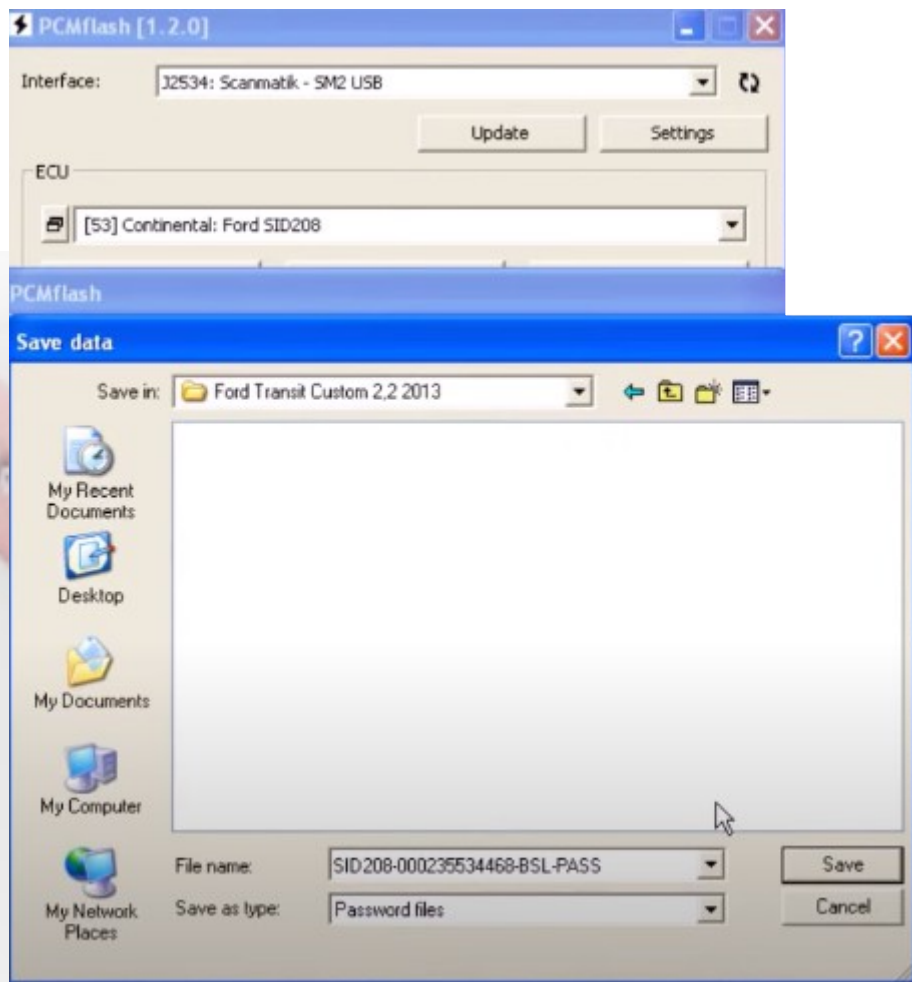 PCMflash [1.2.0]
Interface: J2534: Scanmatik - SM2 USB
Update Settings
ECU
[53] Continental: Ford SID208
PCMflash
Save data
Save in: Ford Transit Custom 2,2 2013
My Recent
Documents
Desktop
My Documents
My Computer
My Network
Places
File name: SID208-000235534468-BSL-PASS Save
Save as type: Password files Cancel